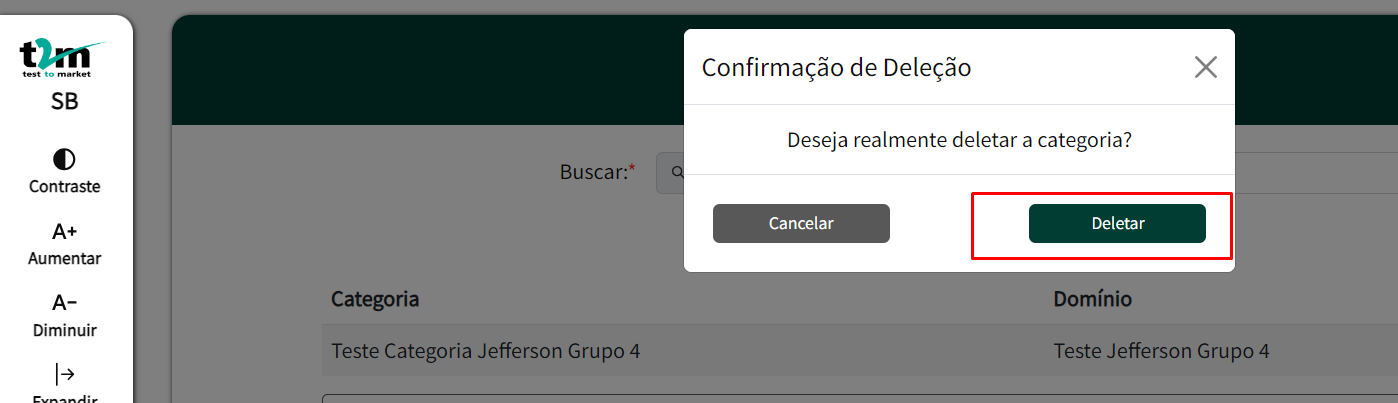 t2m
test to market
SB
Contraste
A+
Aumentar
A-
Diminuir
Expandir
Confirmação de Deleção
Deseja realmente deletar a categoria?
Cancelar
Deletar
Buscar:*
Categoria
Domínio
Teste Categoria Jefferson Grupo 4
Teste Jefferson Grupo 4